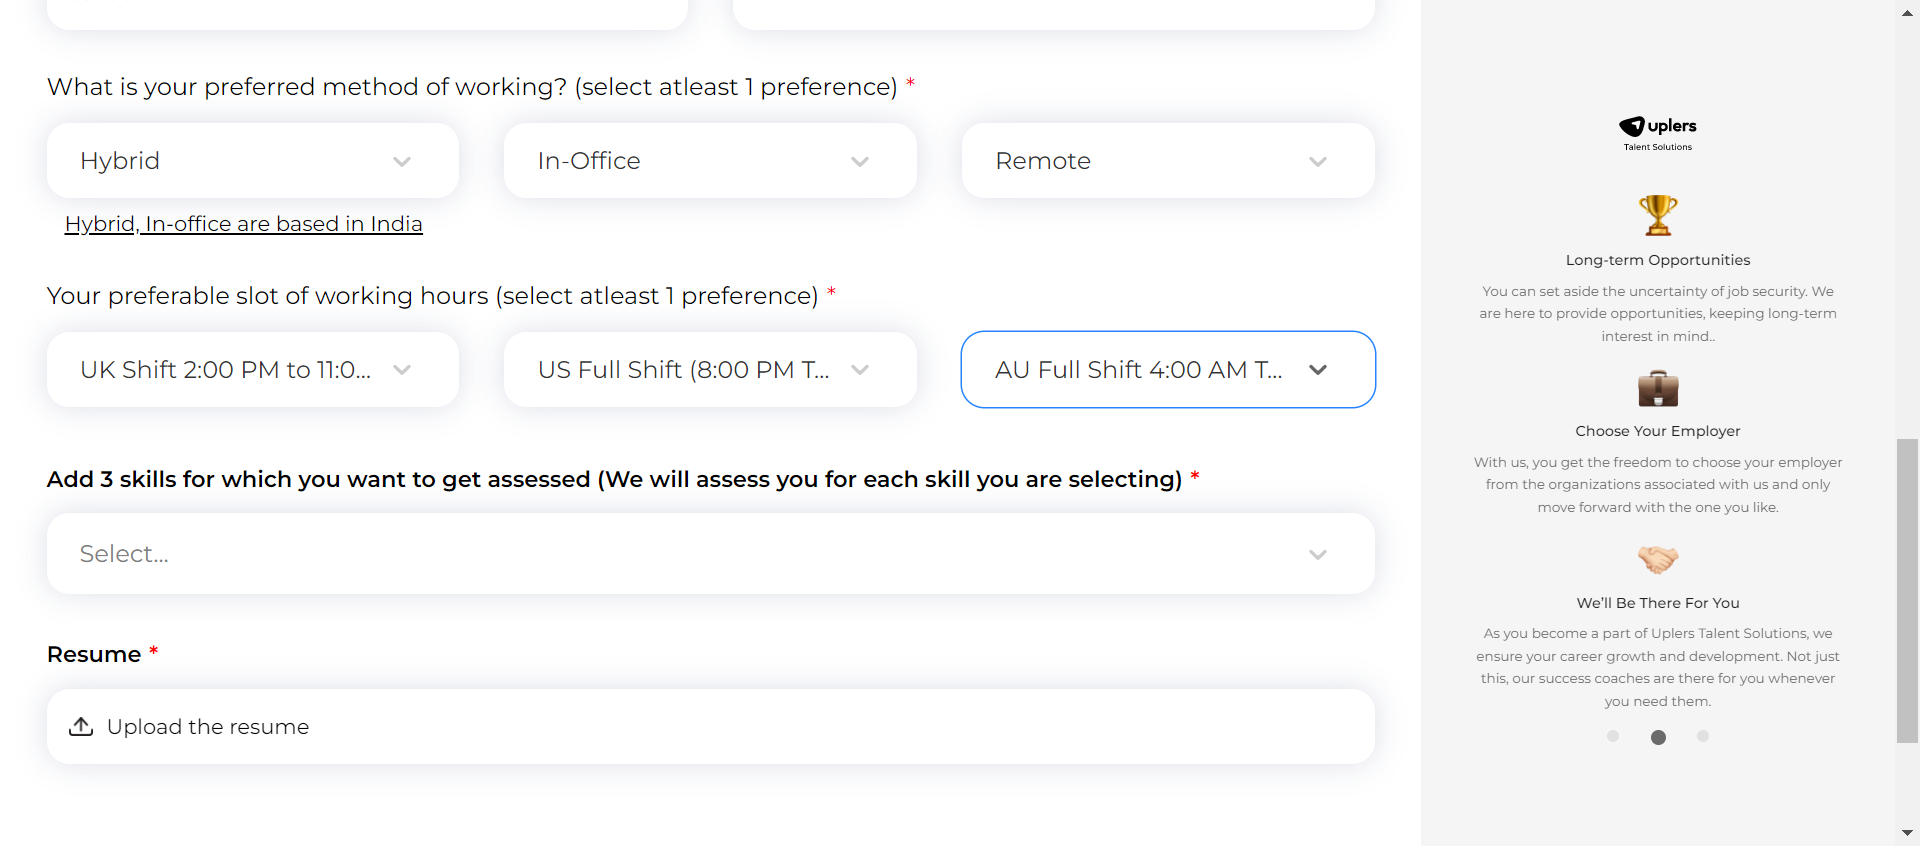 What is your preferred method of working? (select atleast 1 preference) *
Hybrid
In-Office
Remote
Hybrid, In-office are based in India
Your preferable slot of working hours (select atleast 1 preference) *
UK Shift 2:00 PM to 11:0...
US Full Shift (8:00 PM T...
AU Full Shift 4:00 AM T...
Add 3 skills for which you want to get assessed (We will assess you for each skill you are selecting) *
Select...
Resume *
Upload the resume
uplers
Talent Solutions
Long-term Opportunities
You can set aside the uncertainty of job security. We
are here to provide opportunities, keeping long-term
interest in mind..
Choose Your Employer
With us, you get the freedom to choose your employer
from the organizations associated with us and only
move forward with the one you like.
We'll Be There For You
As you become a part of Uplers Talent Solutions, we
ensure your career growth and development. Not just
this, our success coaches are there for you whenever
you need them.